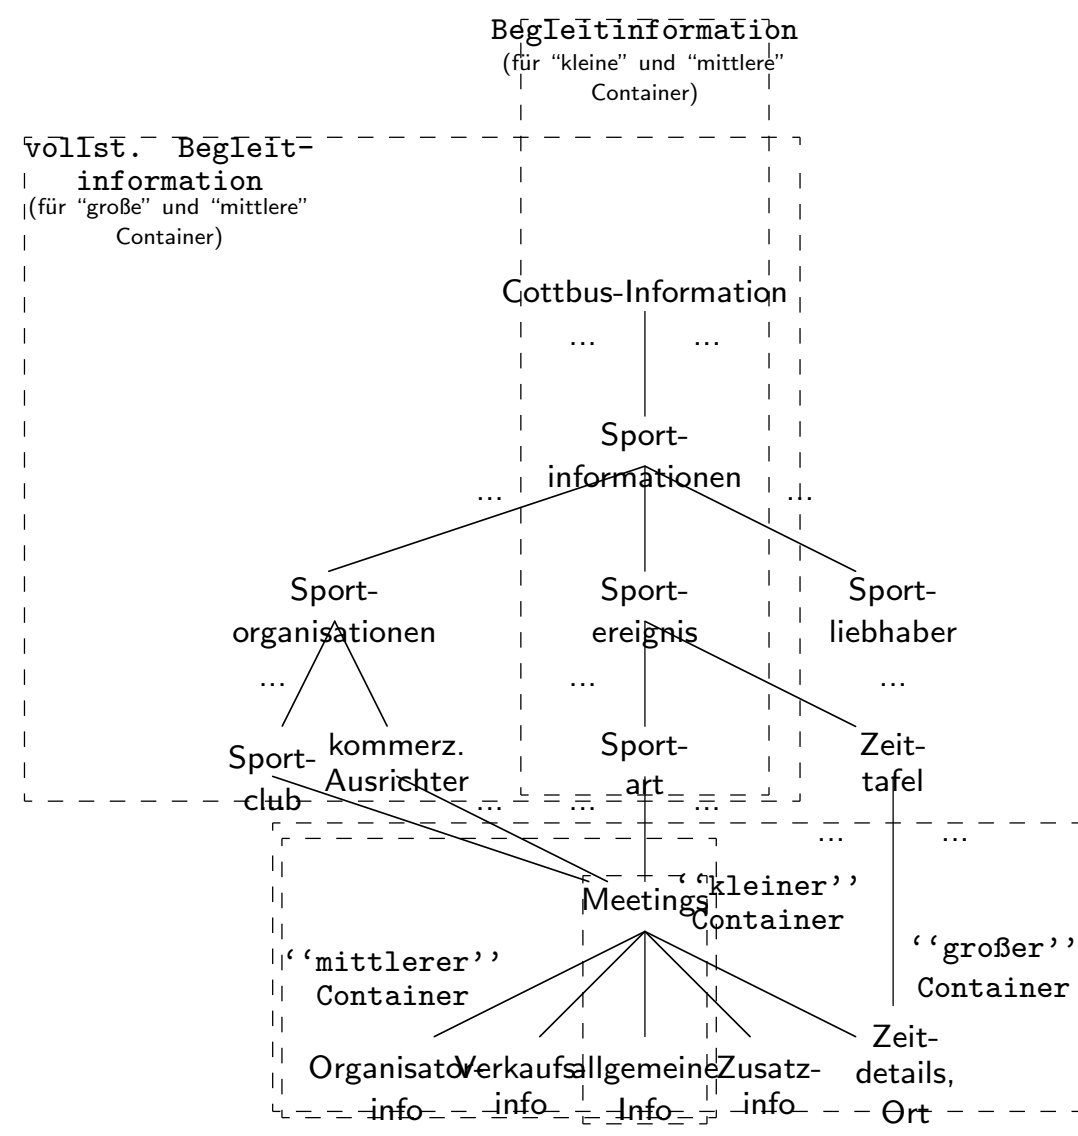 Begleitinformation
(für “kleine” und “mittlere”
Container)
vollst. Begleit-
information
(für “große” und “mittlere”
Container)
Cottbus-Information
... ...
Sport-
informationen
... ...
Sport-
organisationen
Sport-
ereignis
Sport-
liebhaber
... ... ...
Sport-
club
kommerz.
Ausrichter
Sport-
art
Zeit-
tafel
... ... ...
... ...
Meetings
‘‘kleiner’’
Container
‘‘mittlerer’’
Container
‘‘großer’’
Container
Organisator-
info
Verkaufs-
info
allgemeine
Info
Zusatz-
info
Zeit-
details,
Ort